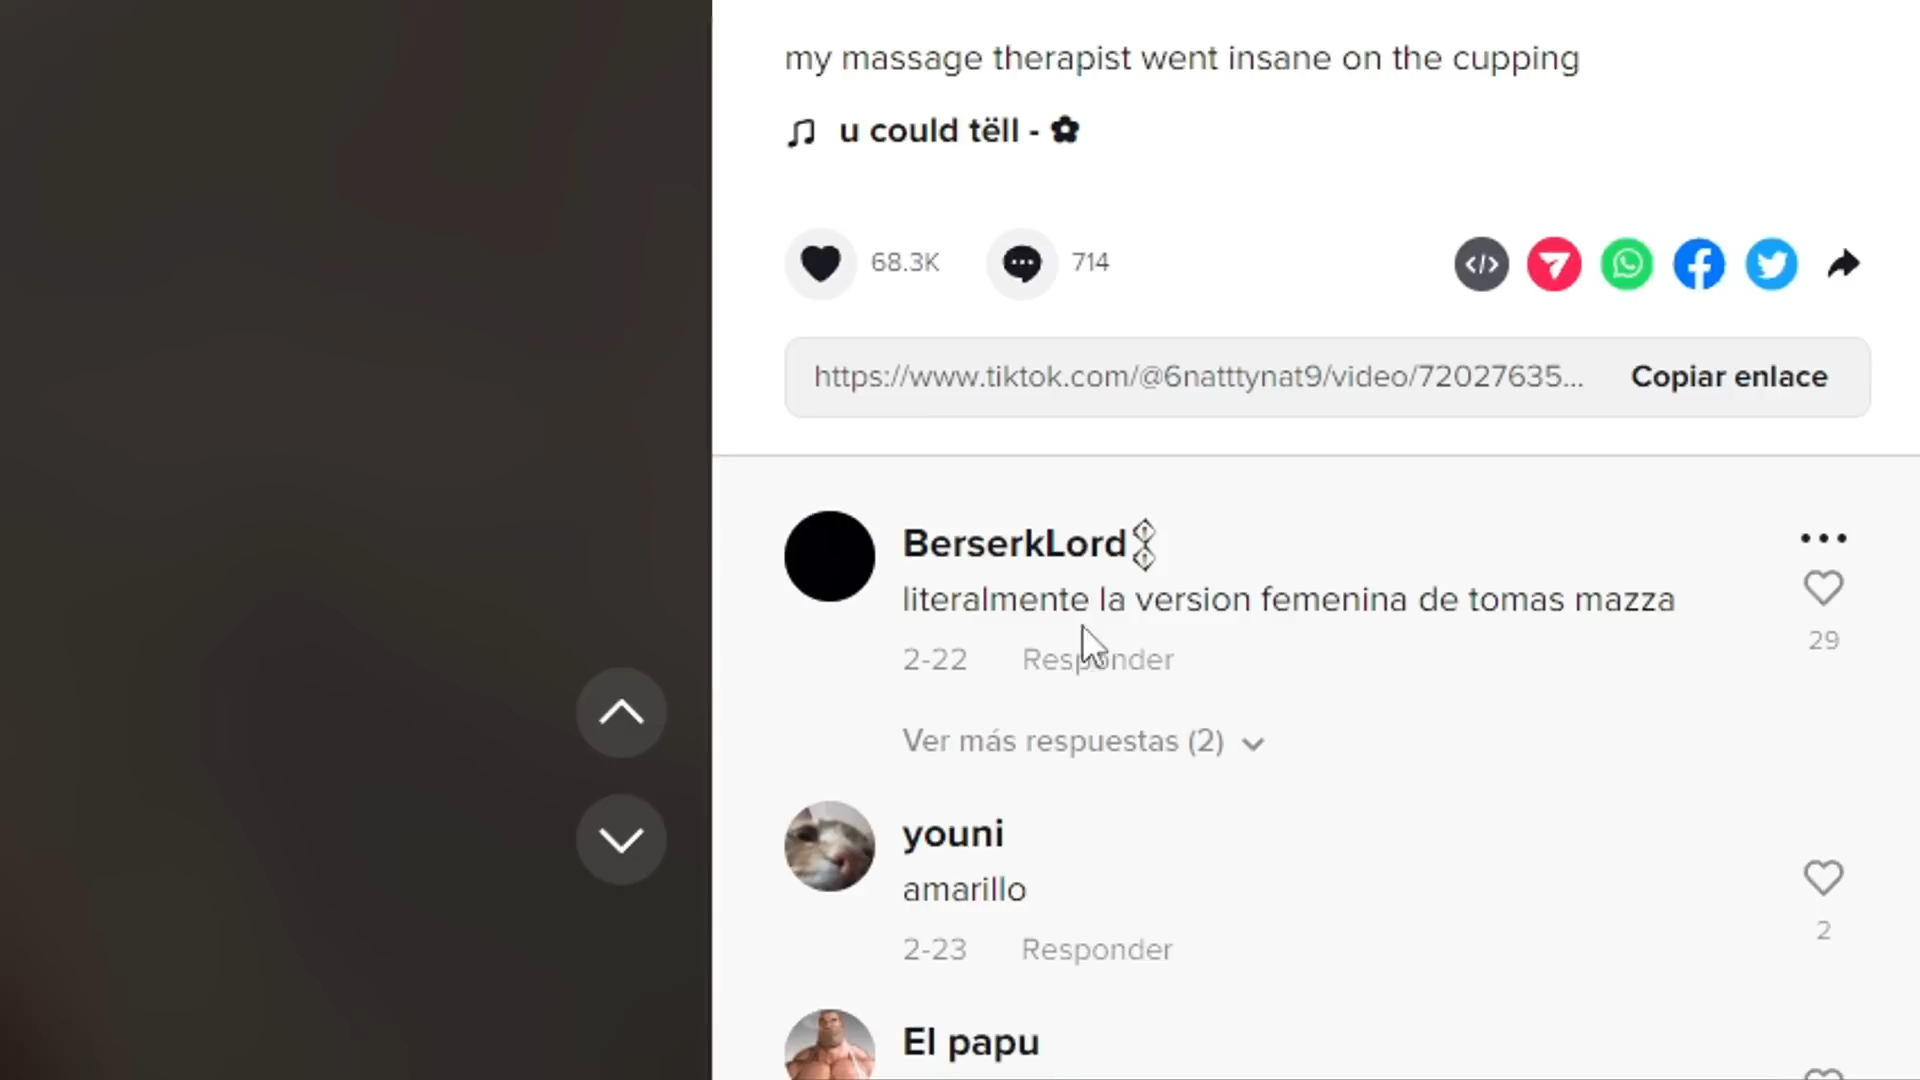 my massage therapist went insane on the cupping
u could tëll - ✿
68.3K
714
https://www.tiktok.com/@6natttynat9/video/72027635...
Copiar enlace
BerserkLord
literalmente la version femenina de tomas mazza
29
2-22 Responder
Ver más respuestas (2)
youni
amarillo
2
2-23 Responder
El papu